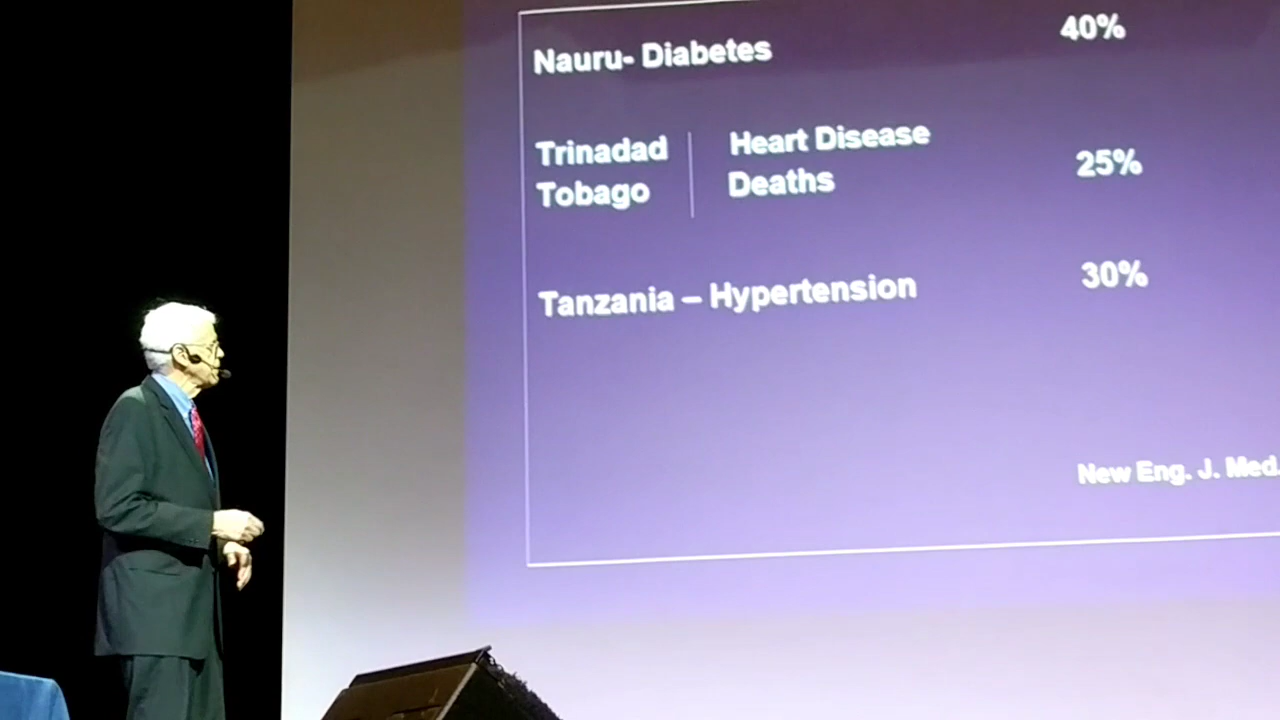 Nauru- Diabetes 40%
Trinadad Heart Disease
Tobago Deaths 25%
Tanzania – Hypertension 30%
New Eng. J. Med.